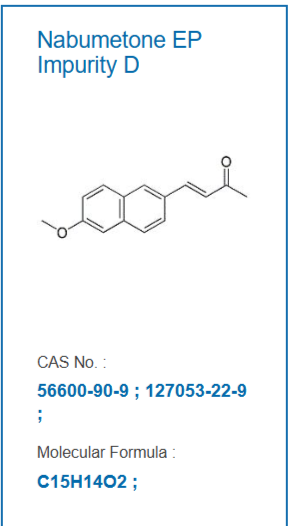 Nabumetone EP
Impurity D
O
O
CAS No. :
56600-90-9 ; 127053-22-9
;
Molecular Formula :
C15H14O2 ;